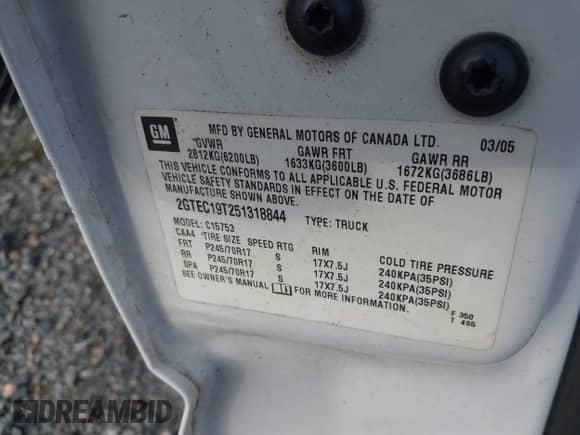 GM
MFD BY GENERAL MOTORS OF CANADA LTD. 03/05
GVWR GAWR FRT GAWR RR
2812KG(6200LB) 1633KG(3600LB) 1672KG(3686LB)
THIS VEHICLE CONFORMS TO ALL APPLICABLE U.S. FEDERAL MOTOR
VEHICLE SAFETY STANDARDS IN EFFECT ON THE DATE OF
MANUFACTURE SHOWN ABOVE.
2GTEC19T251318844 TYPE: TRUCK
MODEL: C15753
CAA4 TIRE SIZE SPEED RTG RIM COLD TIRE PRESSURE
FRT P245/70R17 S 17X7.5J 240KPA(35PSI)
RR P245/70R17 S 17X7.5J 240KPA(35PSI)
SPA P245/70R17 S 17X7.5J 240KPA(35PSI)
SEE OWNER'S MANUAL FOR MORE INFORMATION.
F 350
T 495
DREAMBID